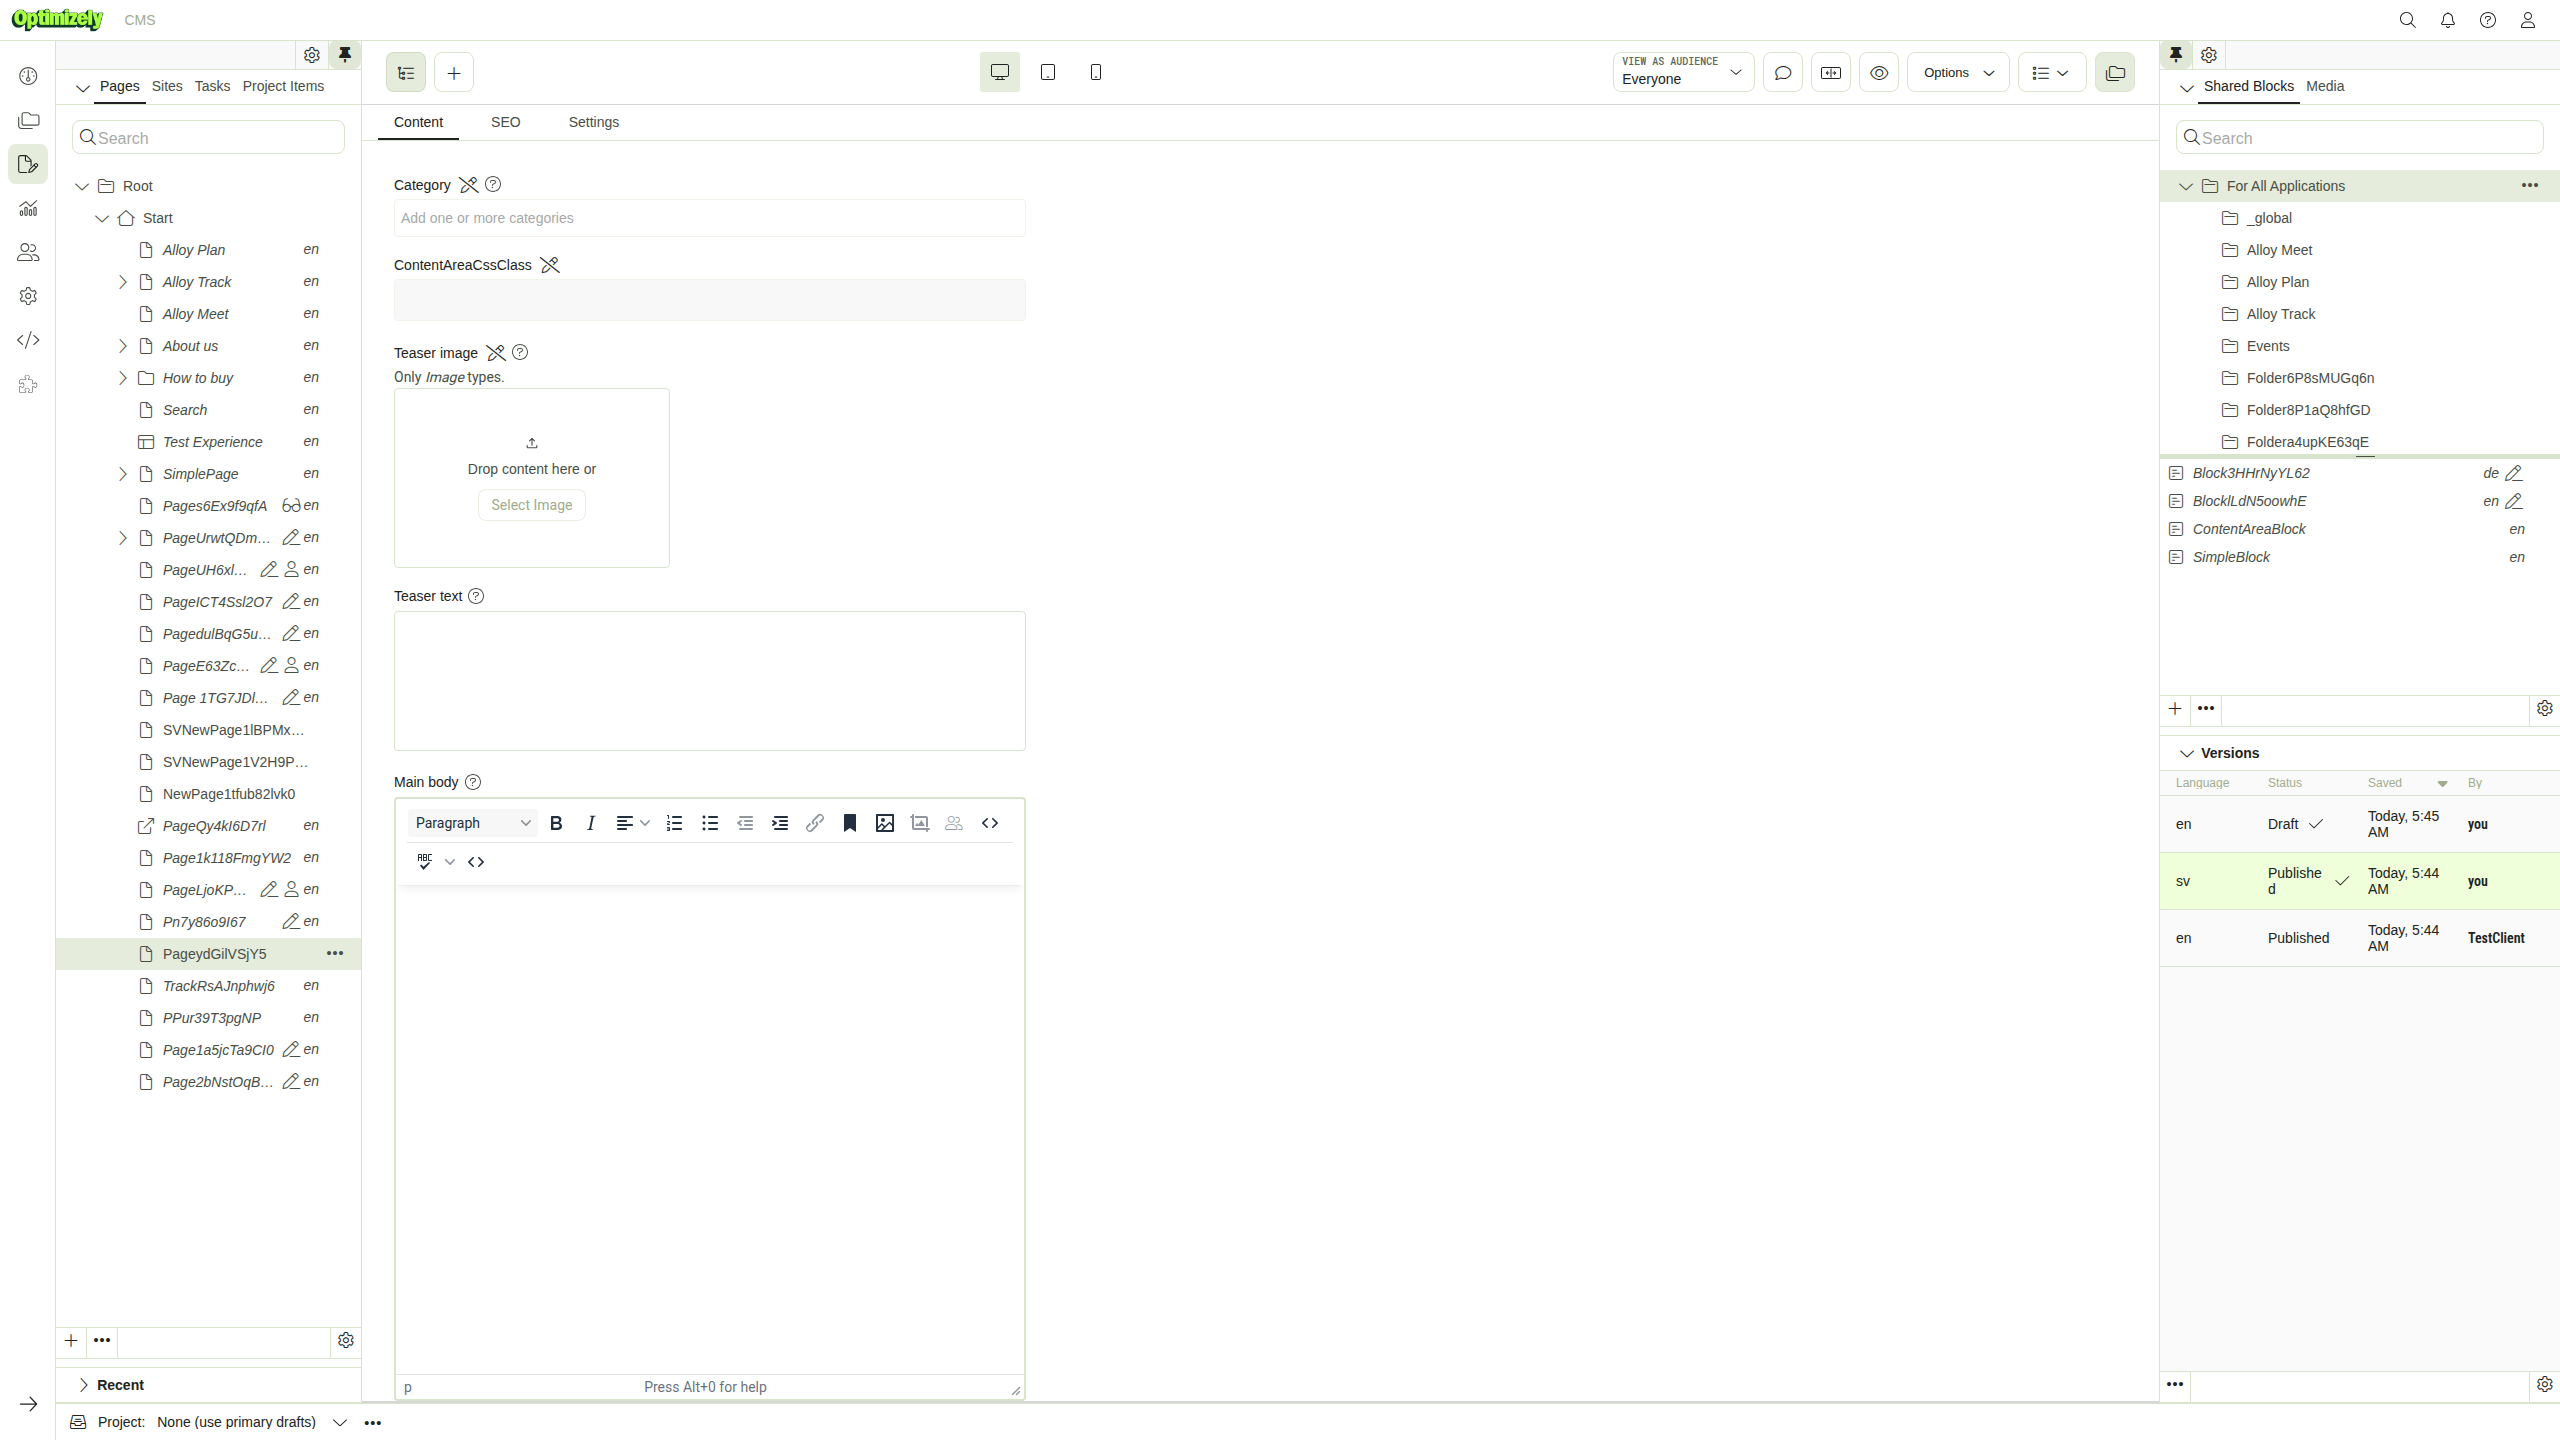 Optimizely CMS
Pages Sites Tasks Project Items
Search
Root
Start
Alloy Plan en
Alloy Track en
Alloy Meet en
About us en
How to buy en
Search en
Test Experience en
SimplePage en
Pages6Ex9f9qfA en
PageUrwtQDm… en
PageUH6xl… en
PageICT4Ssl2O7 en
PagedulBqG5u… en
PageE63Zc… en
Page 1TG7JDl… en
SVNewPage1lBPMx…
SVNewPage1V2H9P…
NewPage1tfub82lvk0
PageQy4kI6D7rl en
Page1k118FmgYW2 en
PageLjoKP… en
Pn7y86o9I67 en
PageydGilVSjY5
TrackRsAJnphwj6 en
PPur39T3pgNP en
Page1a5jcTa9CI0 en
Page2bNstOqB… en
Recent
Project: None (use primary drafts)
VIEW AS AUDIENCE
Everyone
Options
Content SEO Settings
Category
Add one or more categories
ContentAreaCssClass
Teaser image
Only Image types.
Drop content here or
Select Image
Teaser text
Main body
Paragraph
ABC
p Press Alt+0 for help
Shared Blocks Media
Search
For All Applications
_global
Alloy Meet
Alloy Plan
Alloy Track
Events
Folder6P8sMUGq6n
Folder8P1aQ8hfGD
Foldera4upKE63qE
Block3HHrNyYL62 de
BlocklLdN5oowhE en
ContentAreaBlock en
SimpleBlock en
Versions
Language Status Saved By
en Draft Today, 5:45 AM you
sv Published Today, 5:44 AM you
en Published Today, 5:44 AM TestClient